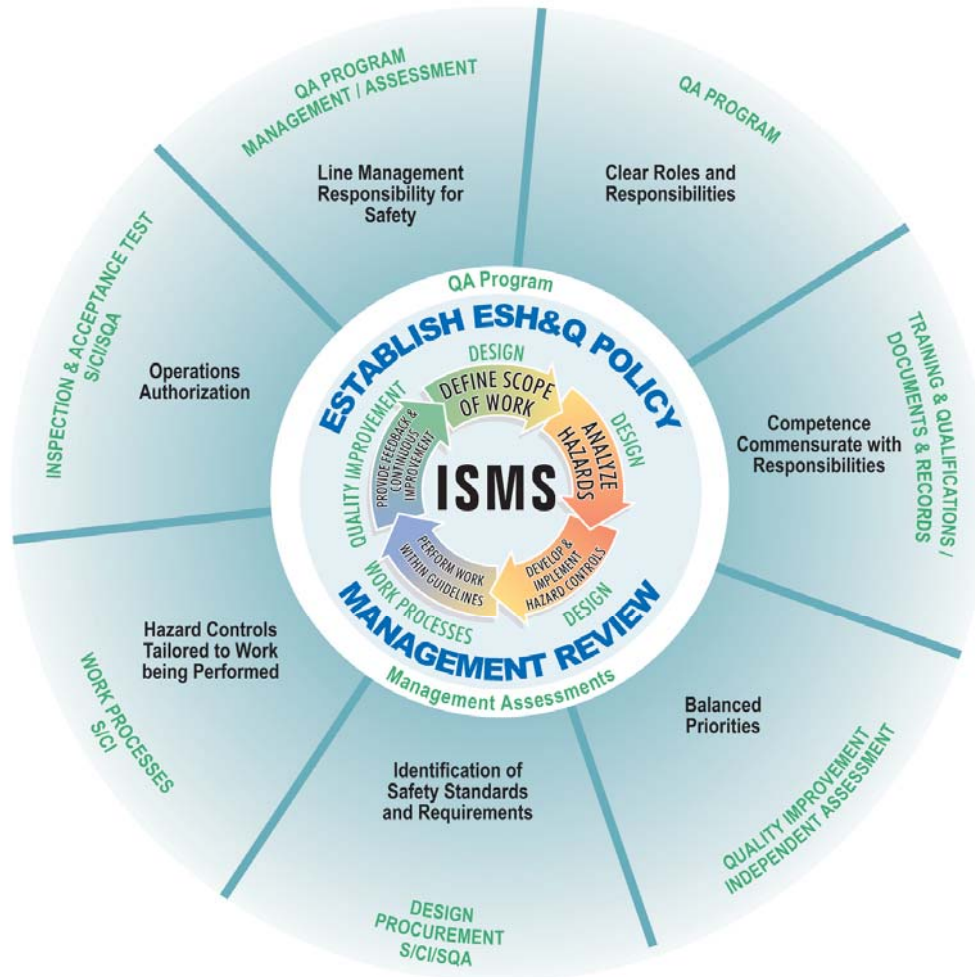 QA PROGRAM
MANAGEMENT / ASSESSMENT
Line Management
Responsibility for
Safety
QA PROGRAM
Clear Roles and
Responsibilities
TRAINING & QUALIFICATIONS /
DOCUMENTS & RECORDS
Competence
Commensurate with
Responsibilities
QUALITY IMPROVEMENT
INDEPENDENT ASSESSMENT
Balanced
Priorities
DESIGN
PROCUREMENT
S/CI/SQA
Identification of
Safety Standards
and Requirements
WORK PROCESSES
S/CI
Hazard Controls
Tailored to Work
being Performed
INSPECTION & ACCEPTANCE TEST
S/CI/SQA
Operations
Authorization
QA Program
ESTABLISH ESH&Q POLICY
DESIGN
DEFINE SCOPE
OF WORK
DESIGN
ANALYZE
HAZARDS
DESIGN
DEVELOP &
IMPLEMENT
HAZARD CONTROLS
WORK PROCESSES
PERFORM WORK
WITHIN GUIDELINES
QUALITY IMPROVEMENT
PROVIDE FEEDBACK &
CONTINUOUS
IMPROVEMENT
ISMS
MANAGEMENT REVIEW
Management Assessments